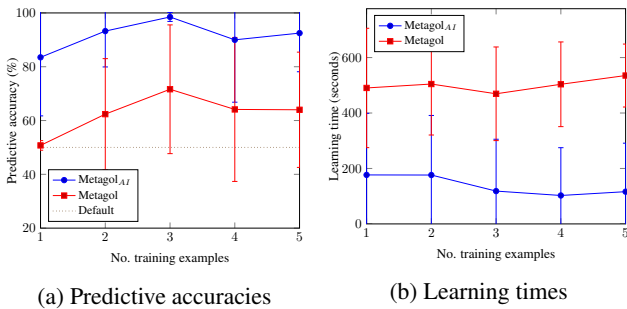 100
80
60
40
20
Predictive accuracy (%)
Metagol_AI
Metagol
Default
1 2 3 4 5
No. training examples
(a) Predictive accuracies
600
400
200
0
Learning time (seconds)
Metagol_AI
Metagol
1 2 3 4 5
No. training examples
(b) Learning times